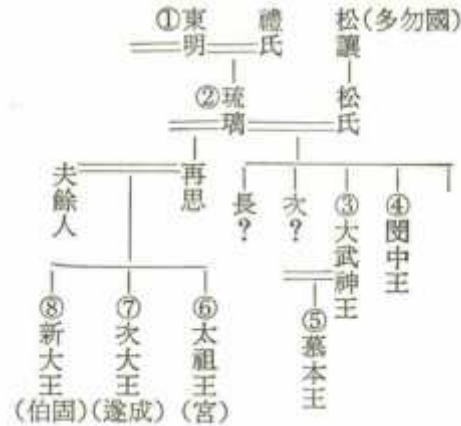 ①東明
禮氏
松讓(多勿國)
②琉璃
松氏
夫餘人
再思
長?
次?
③大武神王
④閔中王
⑤慕本王
⑧新大王(伯固)
⑦次大王(遂成)
⑥太祖王(宮)